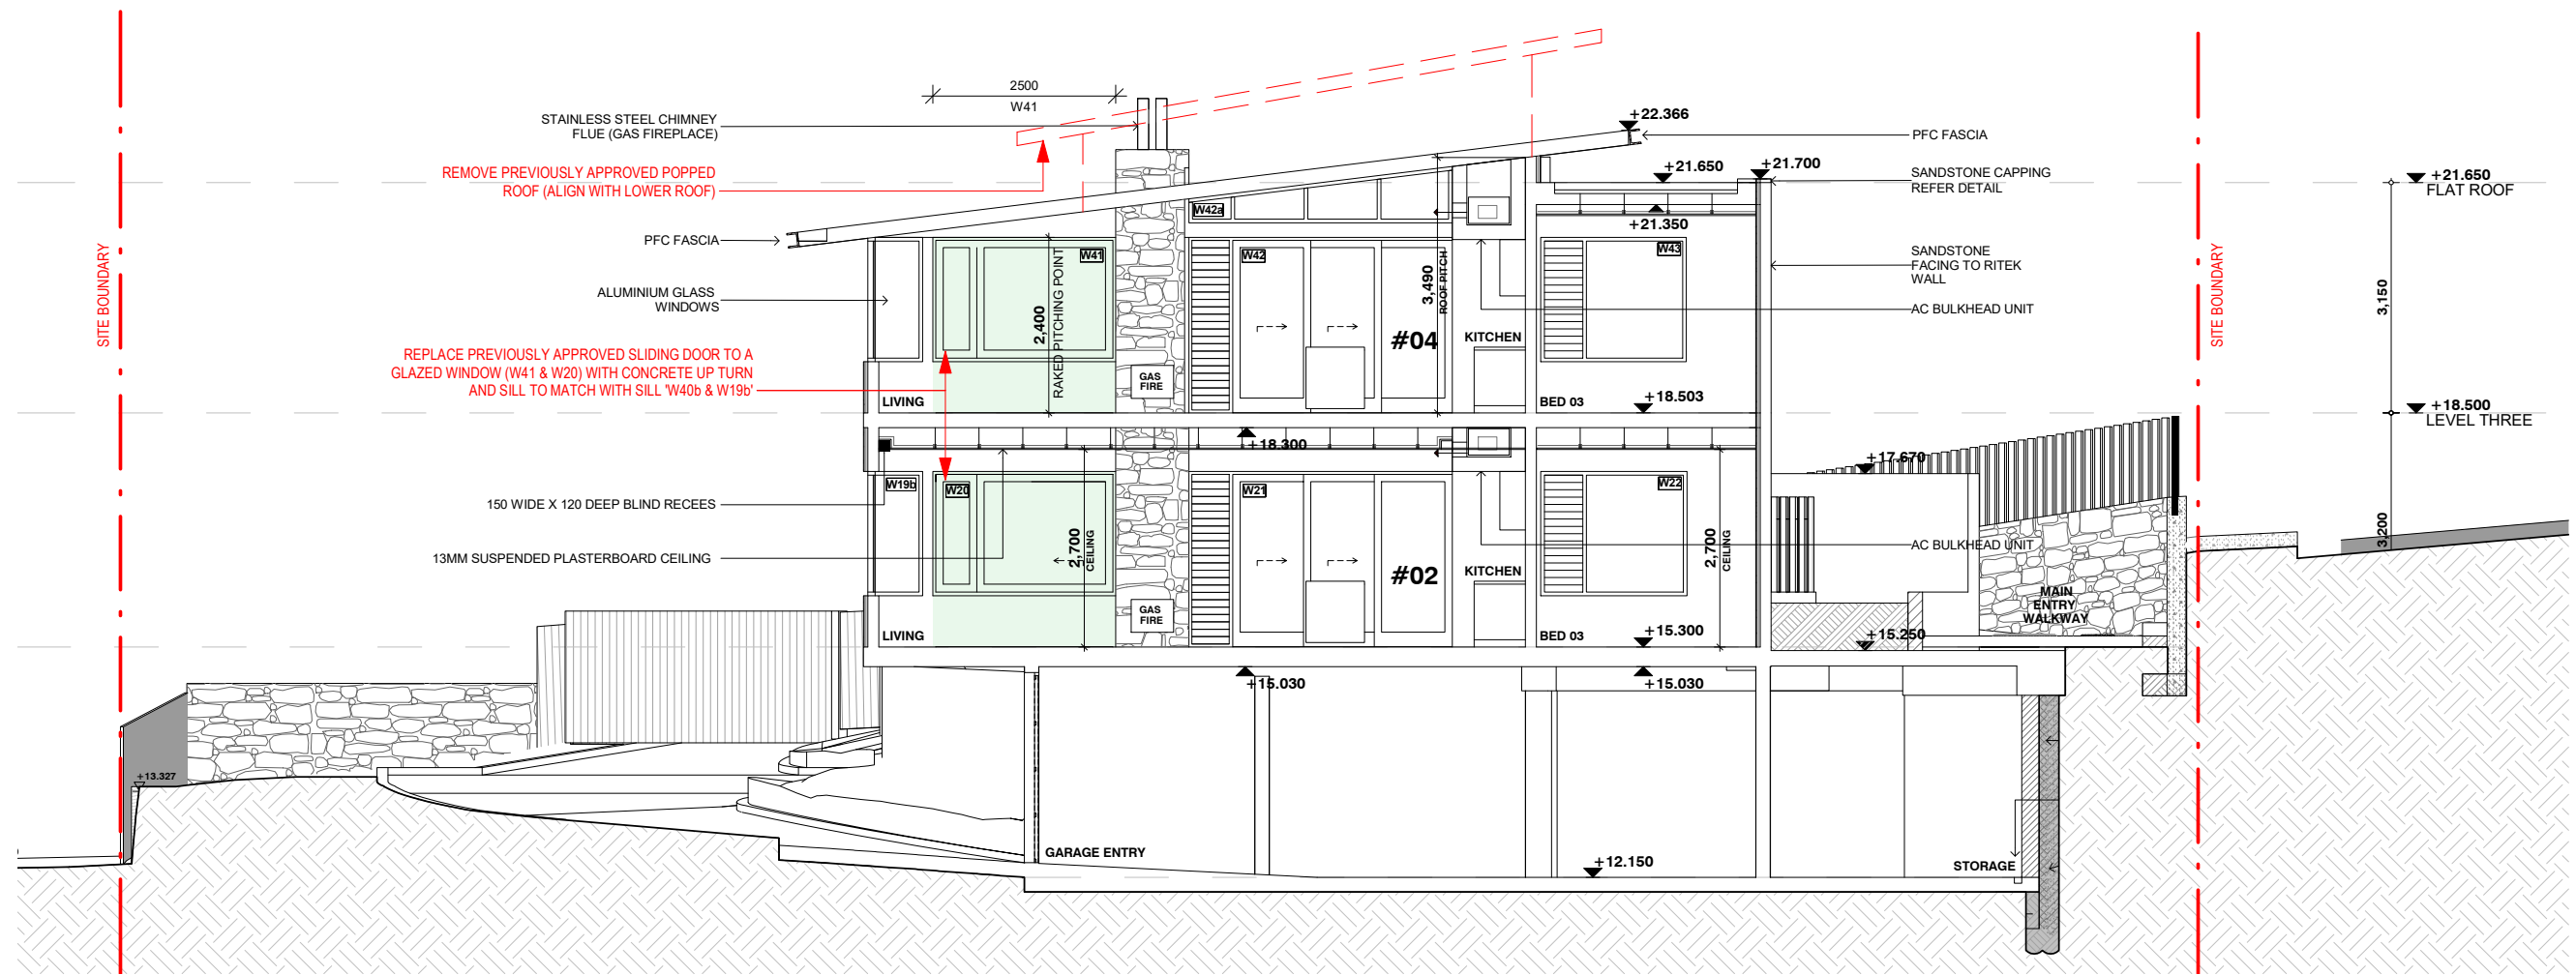 2500
W41
STAINLESS STEEL CHIMNEY
FLUE (GAS FIREPLACE)
+22.366
PFC FASCIA
REMOVE PREVIOUSLY APPROVED POPPED
ROOF (ALIGN WITH LOWER ROOF)
+21.650
+21.700
SANDSTONE CAPPING
REFER DETAIL
+21.650
FLAT ROOF
W42a
+21.350
PFC FASCIA
SITE BOUNDARY
W41
W42
W43
SANDSTONE
FACING TO RITEK
WALL
SITE BOUNDARY
ALUMINIUM GLASS
WINDOWS
2,400
RAKED PITCHING POINT
3,490
ROOF PITCH
AC BULKHEAD UNIT
3,150
#04
KITCHEN
REPLACE PREVIOUSLY APPROVED SLIDING DOOR TO A
GLAZED WINDOW (W41 & W20) WITH CONCRETE UP TURN
AND SILL TO MATCH WITH SILL 'W40b & W19b'
GAS
FIRE
LIVING
BED 03
+18.503
+18.500
LEVEL THREE
+18.300
+17.670
W19b
W20
W21
W22
150 WIDE X 120 DEEP BLIND RECEES
13MM SUSPENDED PLASTERBOARD CEILING
2,700
CEILING
2,700
CEILING
AC BULKHEAD UNIT
3,200
#02
KITCHEN
GAS
FIRE
MAIN
ENTRY
WALKWAY
LIVING
BED 03
+15.300
+15.250
+15.030
+15.030
+13.327
GARAGE ENTRY
+12.150
STORAGE